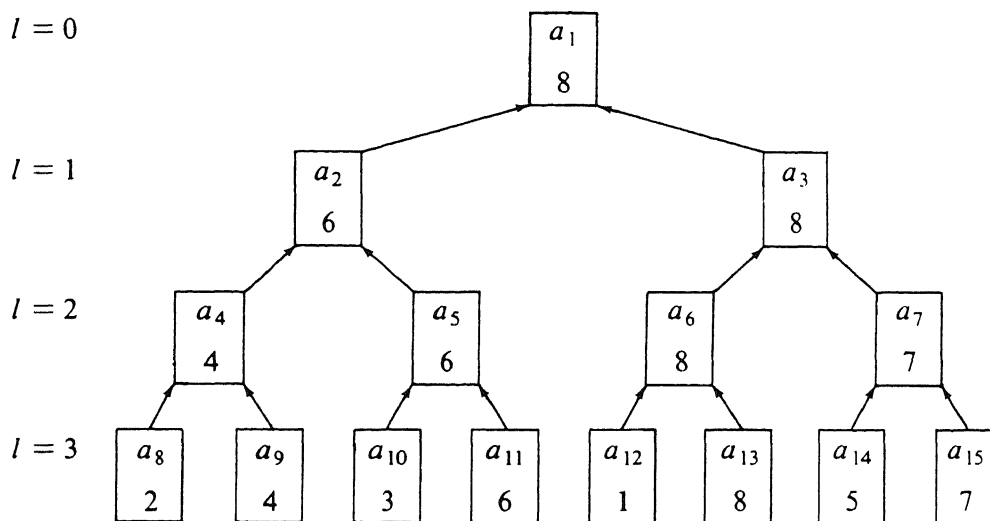 l = 0
a₁
8
l = 1
a₂
a₃
6
8
l = 2
a₄
a₅
a₆
a₇
4
6
8
7
l = 3
a₈
a₉
a₁₀
a₁₁
a₁₂
a₁₃
a₁₄
a₁₅
2
4
3
6
1
8
5
7